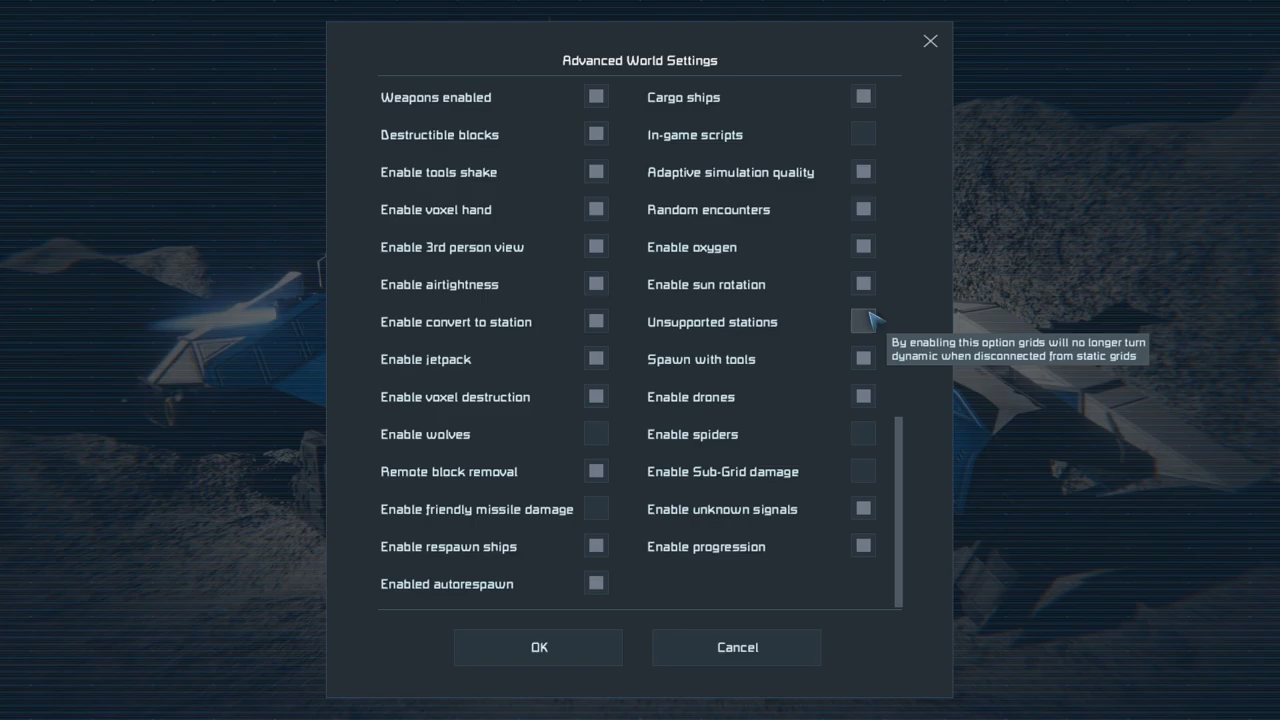 Advanced World Settings
Weapons enabled
Cargo ships
Destructible blocks
In-game scripts
Enable tools shake
Adaptive simulation quality
Enable voxel hand
Random encounters
Enable 3rd person view
Enable oxygen
Enable airtightness
Enable sun rotation
Enable convert to station
Unsupported stations
By enabling this option grids will no longer turn
dynamic when disconnected from static grids
Enable jetpack
Spawn with tools
Enable voxel destruction
Enable drones
Enable wolves
Enable spiders
Remote block removal
Enable Sub-Grid damage
Enable friendly missile damage
Enable unknown signals
Enable respawn ships
Enable progression
Enabled autorespawn
OK
Cancel